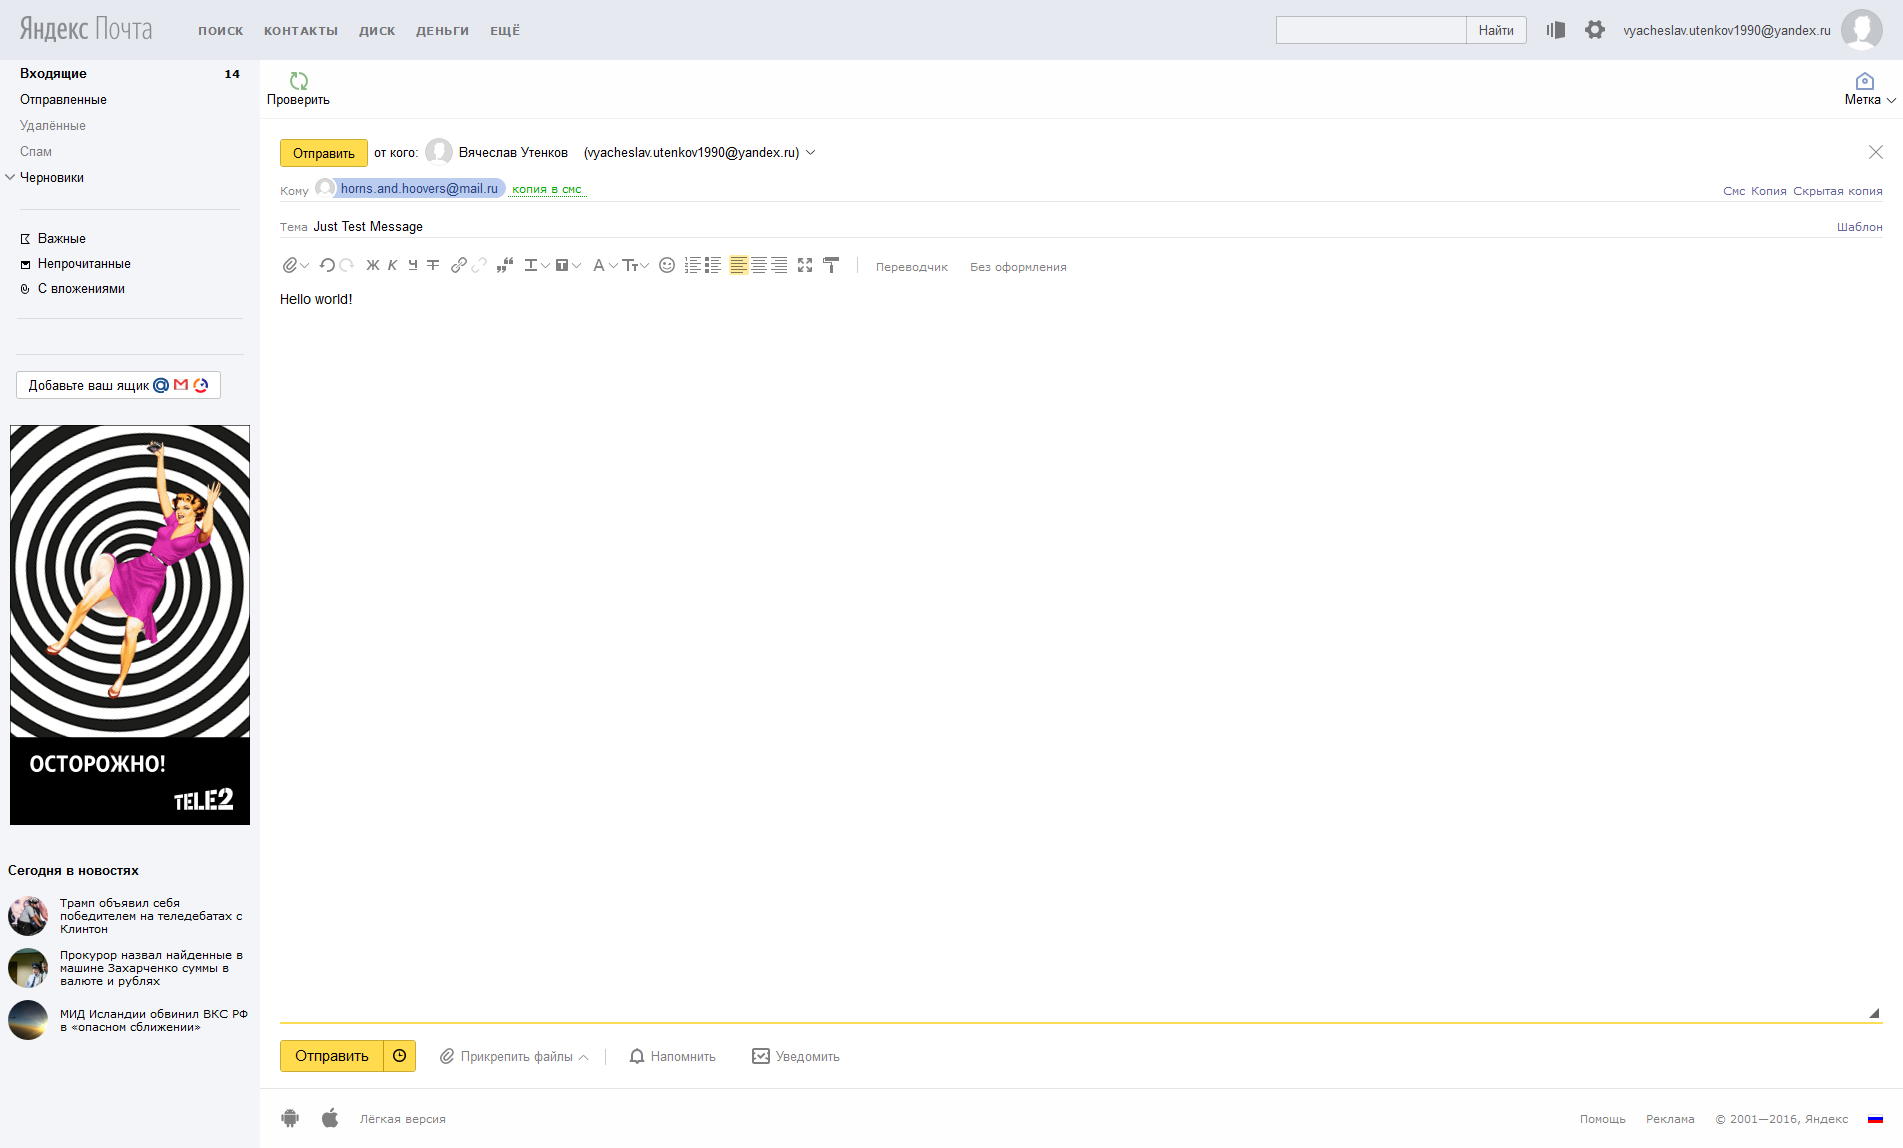 Яндекс Почта
ПОИСК КОНТАКТЫ ДИСК ДЕНЬГИ ЕЩЁ
Найти
vyacheslav.utenkov1990@yandex.ru
Входящие 14
Отправленные
Удалённые
Спам
Черновики
Важные
Непрочитанные
С вложениями
Добавьте ваш ящик
ОСТОРОЖНО!
TELE2
Сегодня в новостях
Трамп объявил себя
победителем на теледебатах с
Клинтон
Прокурор назвал найденные в
машине Захарченко суммы в
валюте и рублях
МИД Исландии обвинил ВКС РФ
в «опасном сближении»
Проверить
Метка
Отправить от кого: Вячеслав Утенков (vyacheslav.utenkov1990@yandex.ru)
Кому horns.and.hoovers@mail.ru копия в смс
Смс Копия Скрытая копия
Тема Just Test Message
Шаблон
Ж К Ч Т
Переводчик Без оформления
Hello world!
Отправить Прикрепить файлы Напомнить Уведомить
Лёгкая версия
Помощь Реклама © 2001—2016, Яндекс